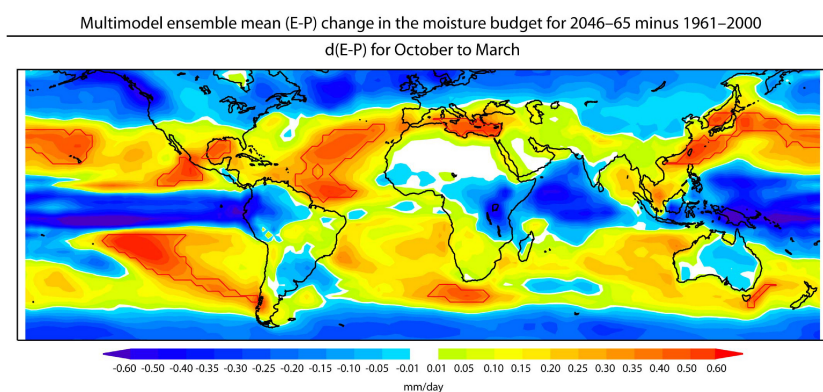 Multimodel ensemble mean (E-P) change in the moisture budget for 2046–65 minus 1961–2000
d(E-P) for October to March
-0.60 -0.50 -0.40 -0.35 -0.30 -0.25 -0.20 -0.15 -0.10 -0.05 -0.01 0.01 0.05 0.10 0.15 0.20 0.25 0.30 0.35 0.40 0.50 0.60
mm/day